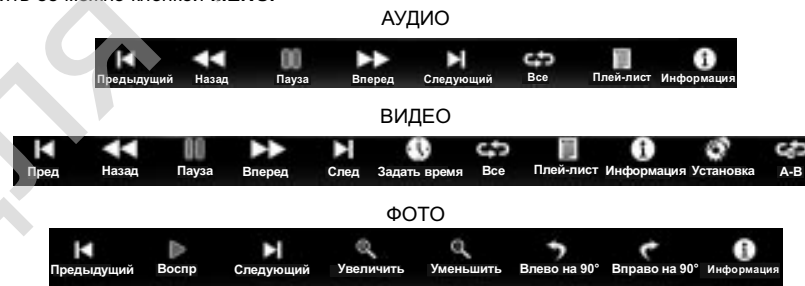 АУДИО
Предыдущий Назад Пауза Вперед Следующий Все Плей-лист Информация
ВИДЕО
Пред Назад Пауза Вперед След Задать время Все Плей-лист Информация Установка A-B
ФОТО
Предыдущий Воспр Следующий Увеличить Уменьшить Влево на 90° Вправо на 90° Информация